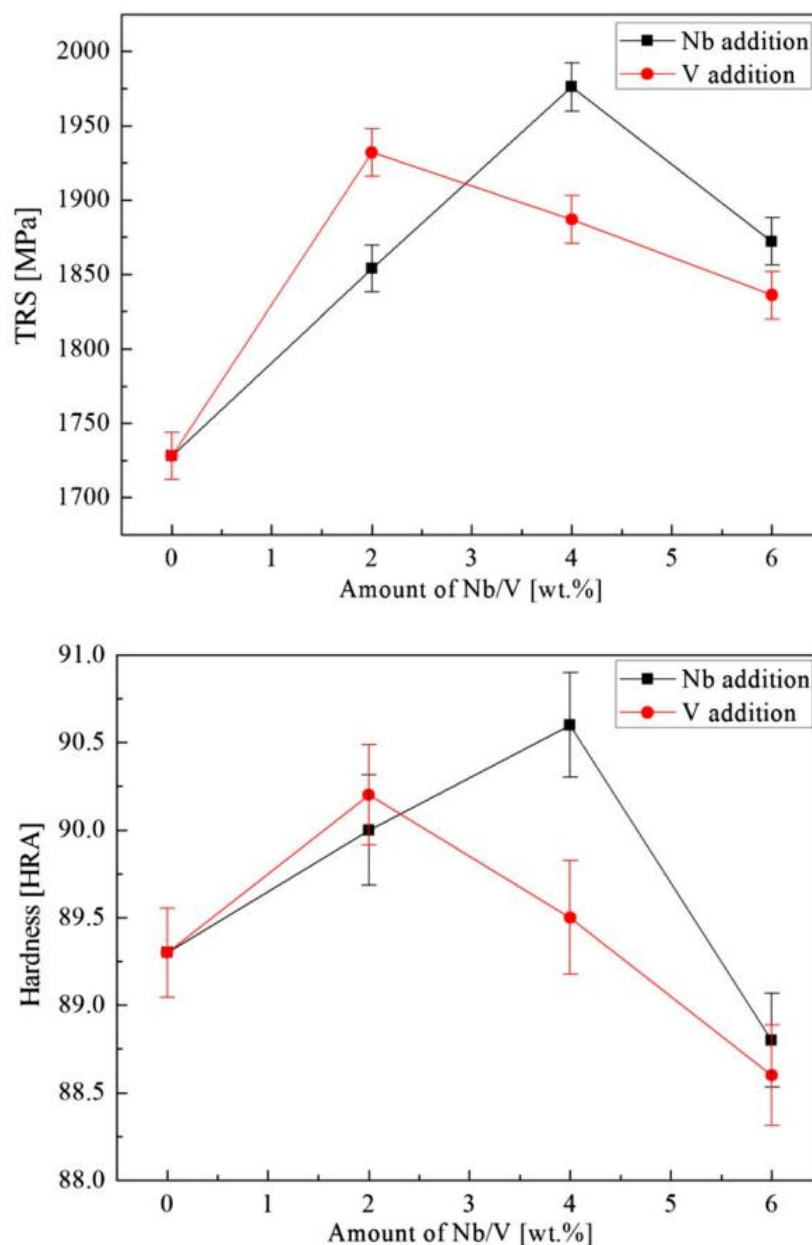 2000
1950
1900
1850
1800
1750
1700
TRS [MPa]
Nb addition
V addition
0 1 2 3 4 5 6
Amount of Nb/V [wt.%]
91.0
90.5
90.0
89.5
89.0
88.5
88.0
Hardness [HRA]
Nb addition
V addition
0 1 2 3 4 5 6
Amount of Nb/V [wt.%]